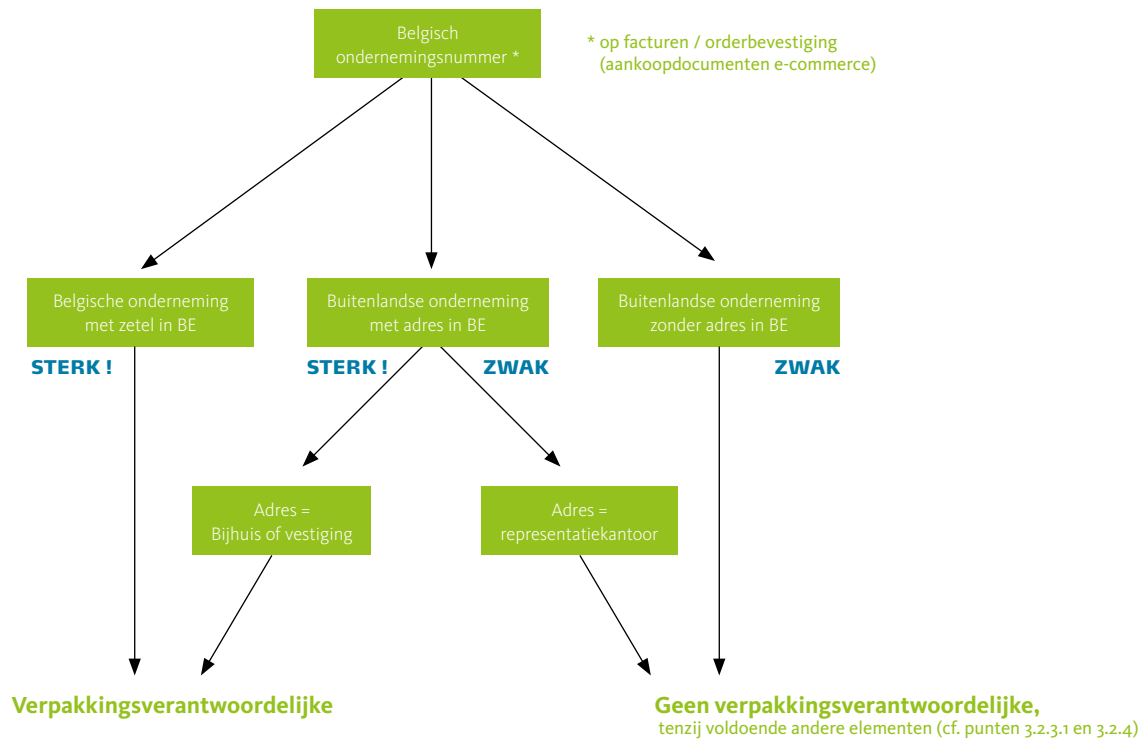 Belgisch
ondernemingsnummer *
* op facturen / orderbevestiging
(aankoopdocumenten e-commerce)
Belgische onderneming
met zetel in BE
Buitenlandse onderneming
met adres in BE
Buitenlandse onderneming
zonder adres in BE
STERK !
STERK !
ZWAK
ZWAK
Adres =
Bijhuis of vestiging
Adres =
representatiekantoor
Verpakkingsverantwoordelijke
Geen verpakkingsverantwoordelijke,
tenzij voldoende andere elementen (cf. punten 3.2.3.1 en 3.2.4)